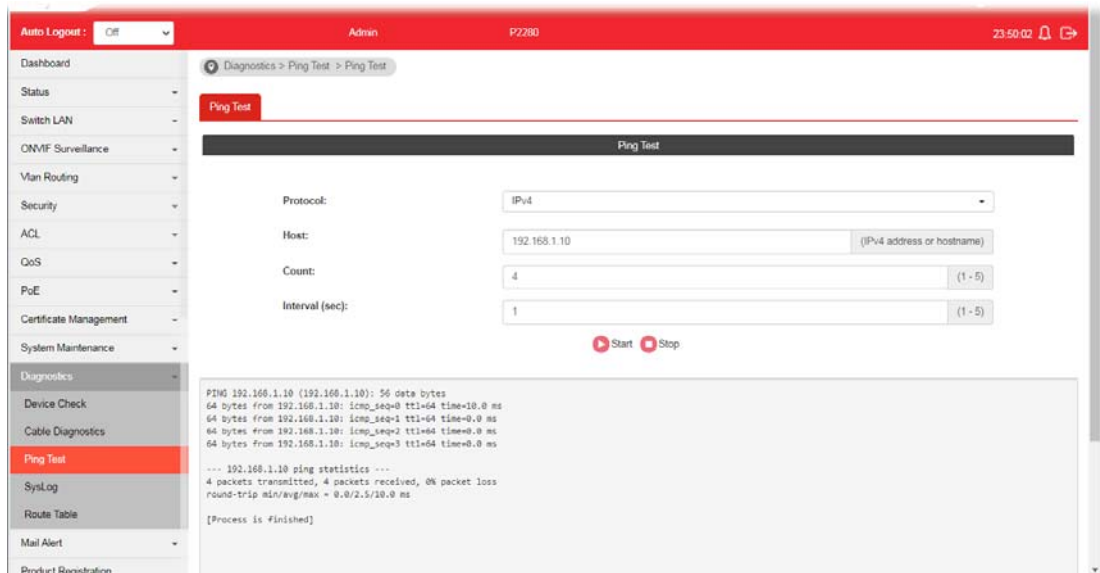 Auto Logout : Off Admin P2280 23:50:02
Dashboard
Status
Switch LAN
ONVIF Surveillance
Vlan Routing
Security
ACL
QoS
PoE
Certificate Management
System Maintenance
Diagnostics
Device Check
Cable Diagnostics
Ping Test
SysLog
Route Table
Mail Alert
Product Registration
Diagnostics > Ping Test > Ping Test
Ping Test
Ping Test
Protocol: IPv4
Host: 192.168.1.10 (IPv4 address or hostname)
Count: 4 (1 - 5)
Interval (sec): 1 (1 - 5)
Start Stop
PING 192.168.1.10 (192.168.1.10): 56 data bytes
64 bytes from 192.168.1.10: icmp_seq=0 ttl=64 time=10.0 ms
64 bytes from 192.168.1.10: icmp_seq=1 ttl=64 time=0.0 ms
64 bytes from 192.168.1.10: icmp_seq=2 ttl=64 time=0.0 ms
64 bytes from 192.168.1.10: icmp_seq=3 ttl=64 time=0.0 ms
--- 192.168.1.10 ping statistics ---
4 packets transmitted, 4 packets received, 0% packet loss
round-trip min/avg/max = 0.0/2.5/10.0 ms
[Process is finished]